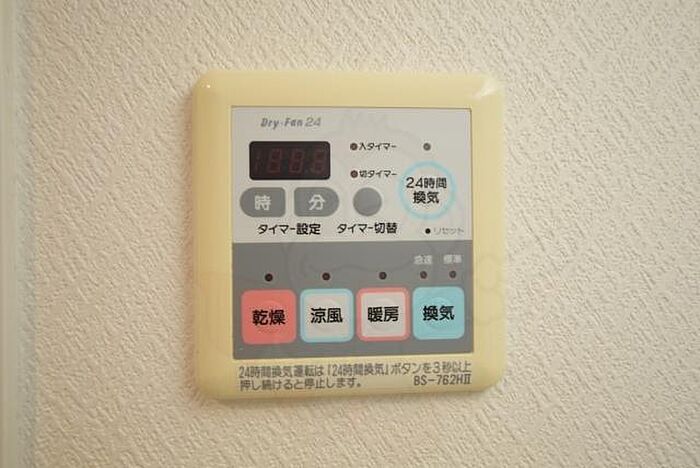 Dry-Fan 24
入タイマー
切タイマー
24時間
換気
時 分
タイマー設定 タイマー切替
リセット
急速 標準
乾燥 涼風 暖房 換気
24時間換気運転は「24時間換気」ボタンを3秒以上
押し続けると停止します。 BS-762HⅡ